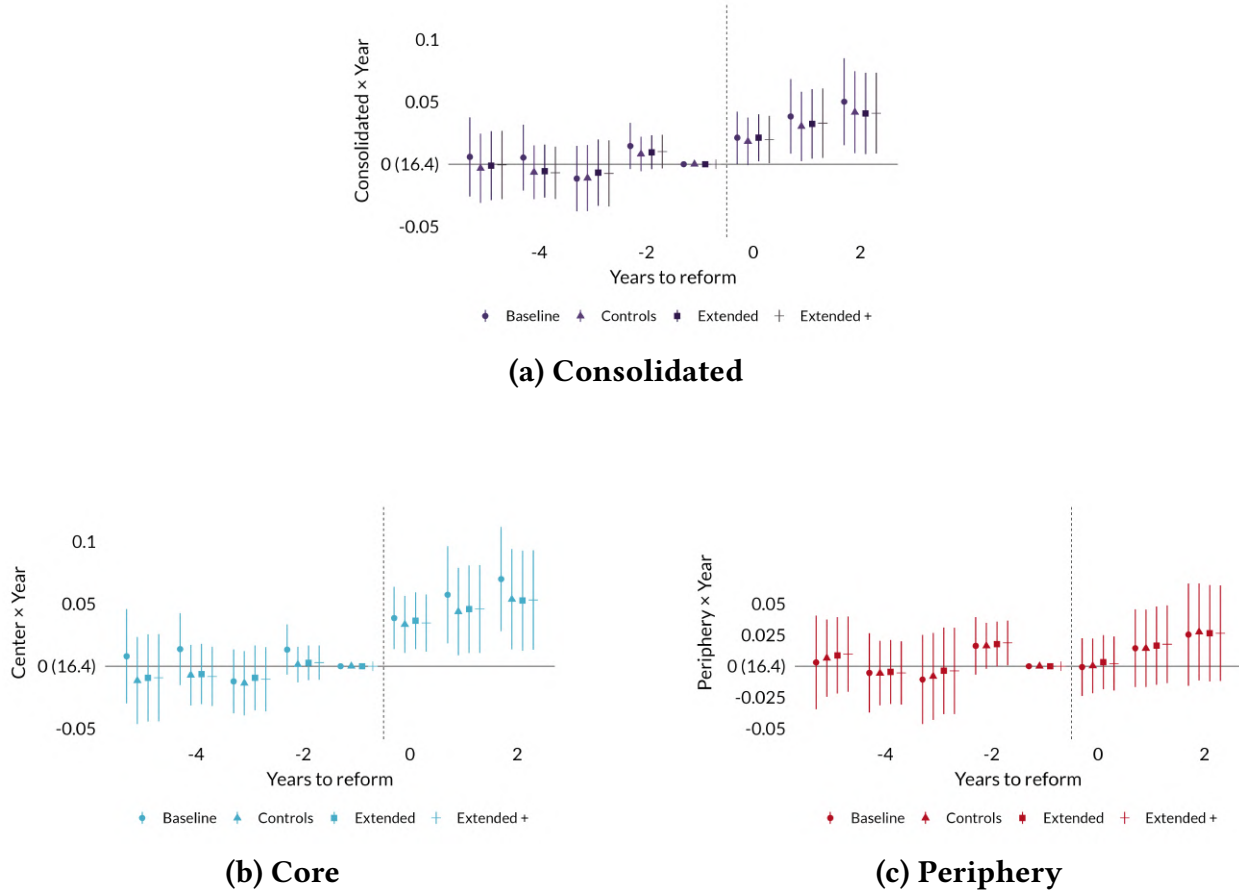 0.1
0.05
0 (16.4)
-0.05
Consolidated × Year
-4 -2 0 2
Years to reform
Baseline Controls Extended Extended +
(a) Consolidated
0.1
0.05
0 (16.4)
-0.05
Center × Year
-4 -2 0 2
Years to reform
Baseline Controls Extended Extended +
(b) Core
0.05
0.025
0 (16.4)
-0.025
-0.05
Periphery × Year
-4 -2 0 2
Years to reform
Baseline Controls Extended Extended +
(c) Periphery